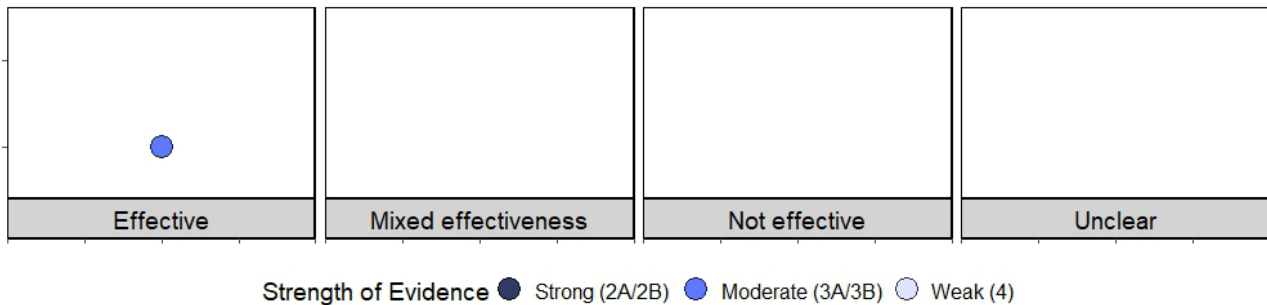 Effective Mixed effectiveness Not effective Unclear
Strength of Evidence Strong (2A/2B) Moderate (3A/3B) Weak (4)